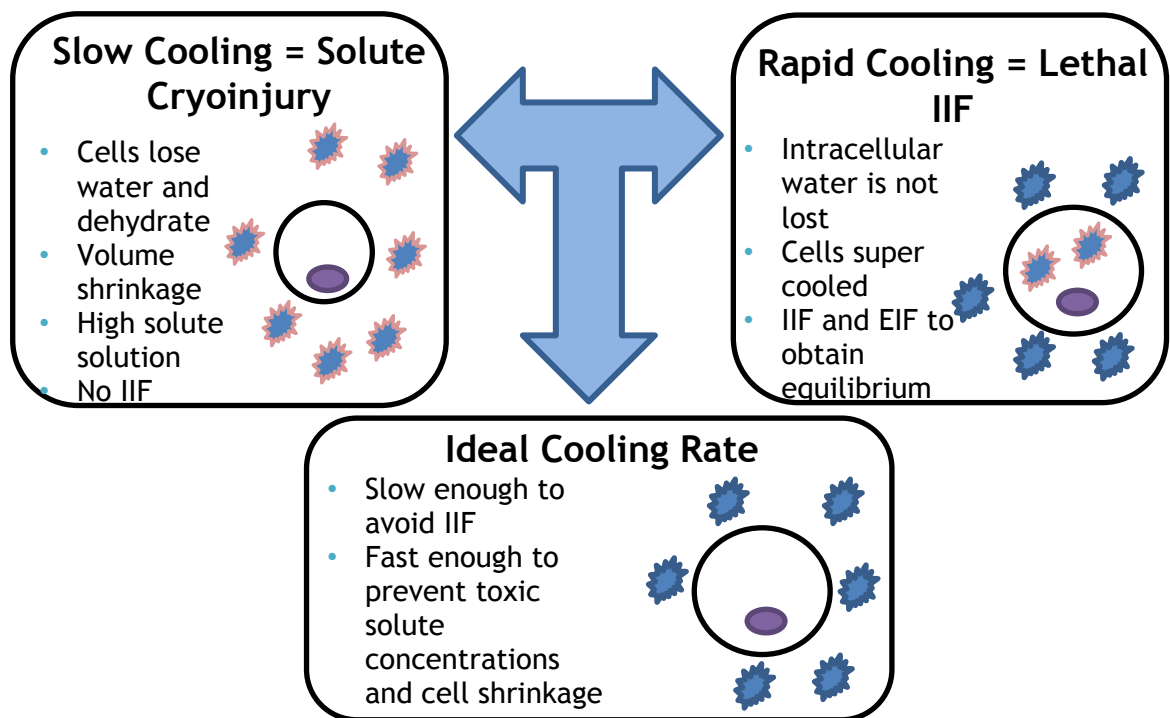 Slow Cooling = Solute
Cryoinjury
• Cells lose
water and
dehydrate
• Volume
shrinkage
• High solute
solution
• No IIF
Rapid Cooling = Lethal
IIF
• Intracellular
water is not
lost
• Cells super
cooled
• IIF and EIF to
obtain
equilibrium
Ideal Cooling Rate
• Slow enough to
avoid IIF
• Fast enough to
prevent toxic
solute
concentrations
and cell shrinkage